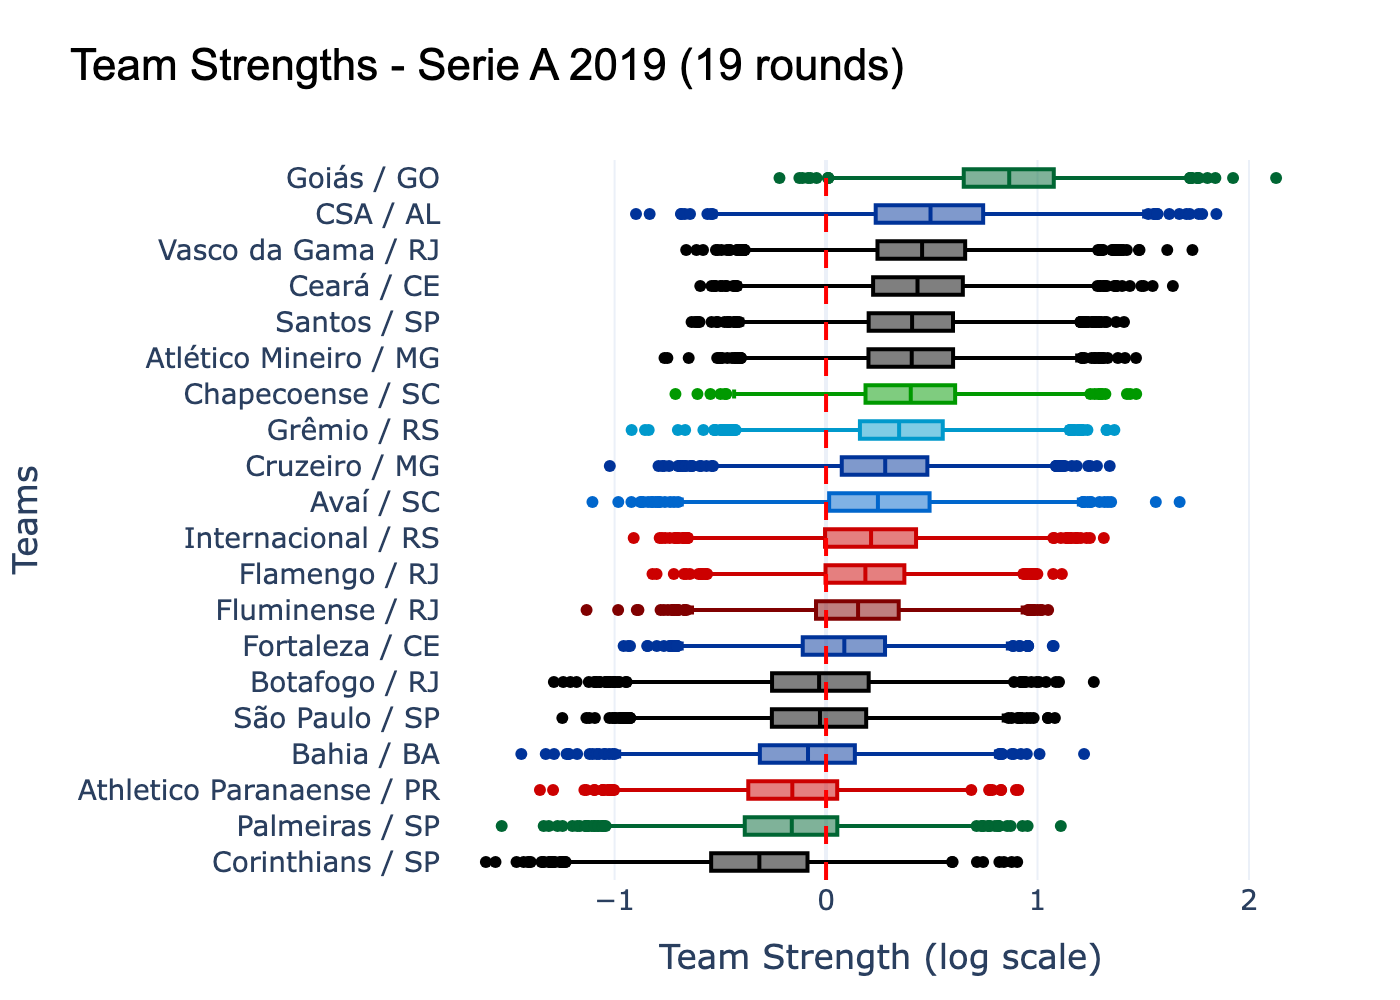 Team Strengths - Serie A 2019 (19 rounds)
Teams
Goiás / GO
CSA / AL
Vasco da Gama / RJ
Ceará / CE
Santos / SP
Atlético Mineiro / MG
Chapecoense / SC
Grêmio / RS
Cruzeiro / MG
Avaí / SC
Internacional / RS
Flamengo / RJ
Fluminense / RJ
Fortaleza / CE
Botafogo / RJ
São Paulo / SP
Bahia / BA
Athletico Paranaense / PR
Palmeiras / SP
Corinthians / SP
−1 0 1 2
Team Strength (log scale)